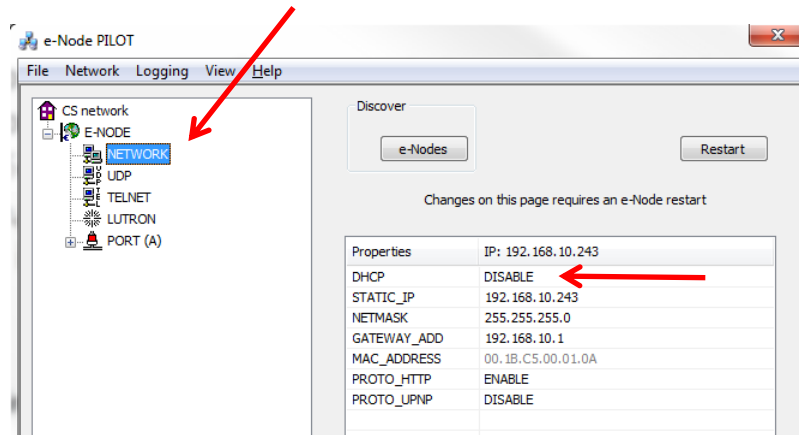 e-Node PILOT
File Network Logging View Help
CS network
E-NODE
NETWORK
UDP
TELNET
LUTRON
PORT (A)
Discover
e-Nodes
Restart
Changes on this page requires an e-Node restart
Properties IP: 192.168.10.243
DHCP DISABLE
STATIC_IP 192.168.10.243
NETMASK 255.255.255.0
GATEWAY_ADD 192.168.10.1
MAC_ADDRESS 00.1B.C5.00.01.0A
PROTO_HTTP ENABLE
PROTO_UPNP DISABLE